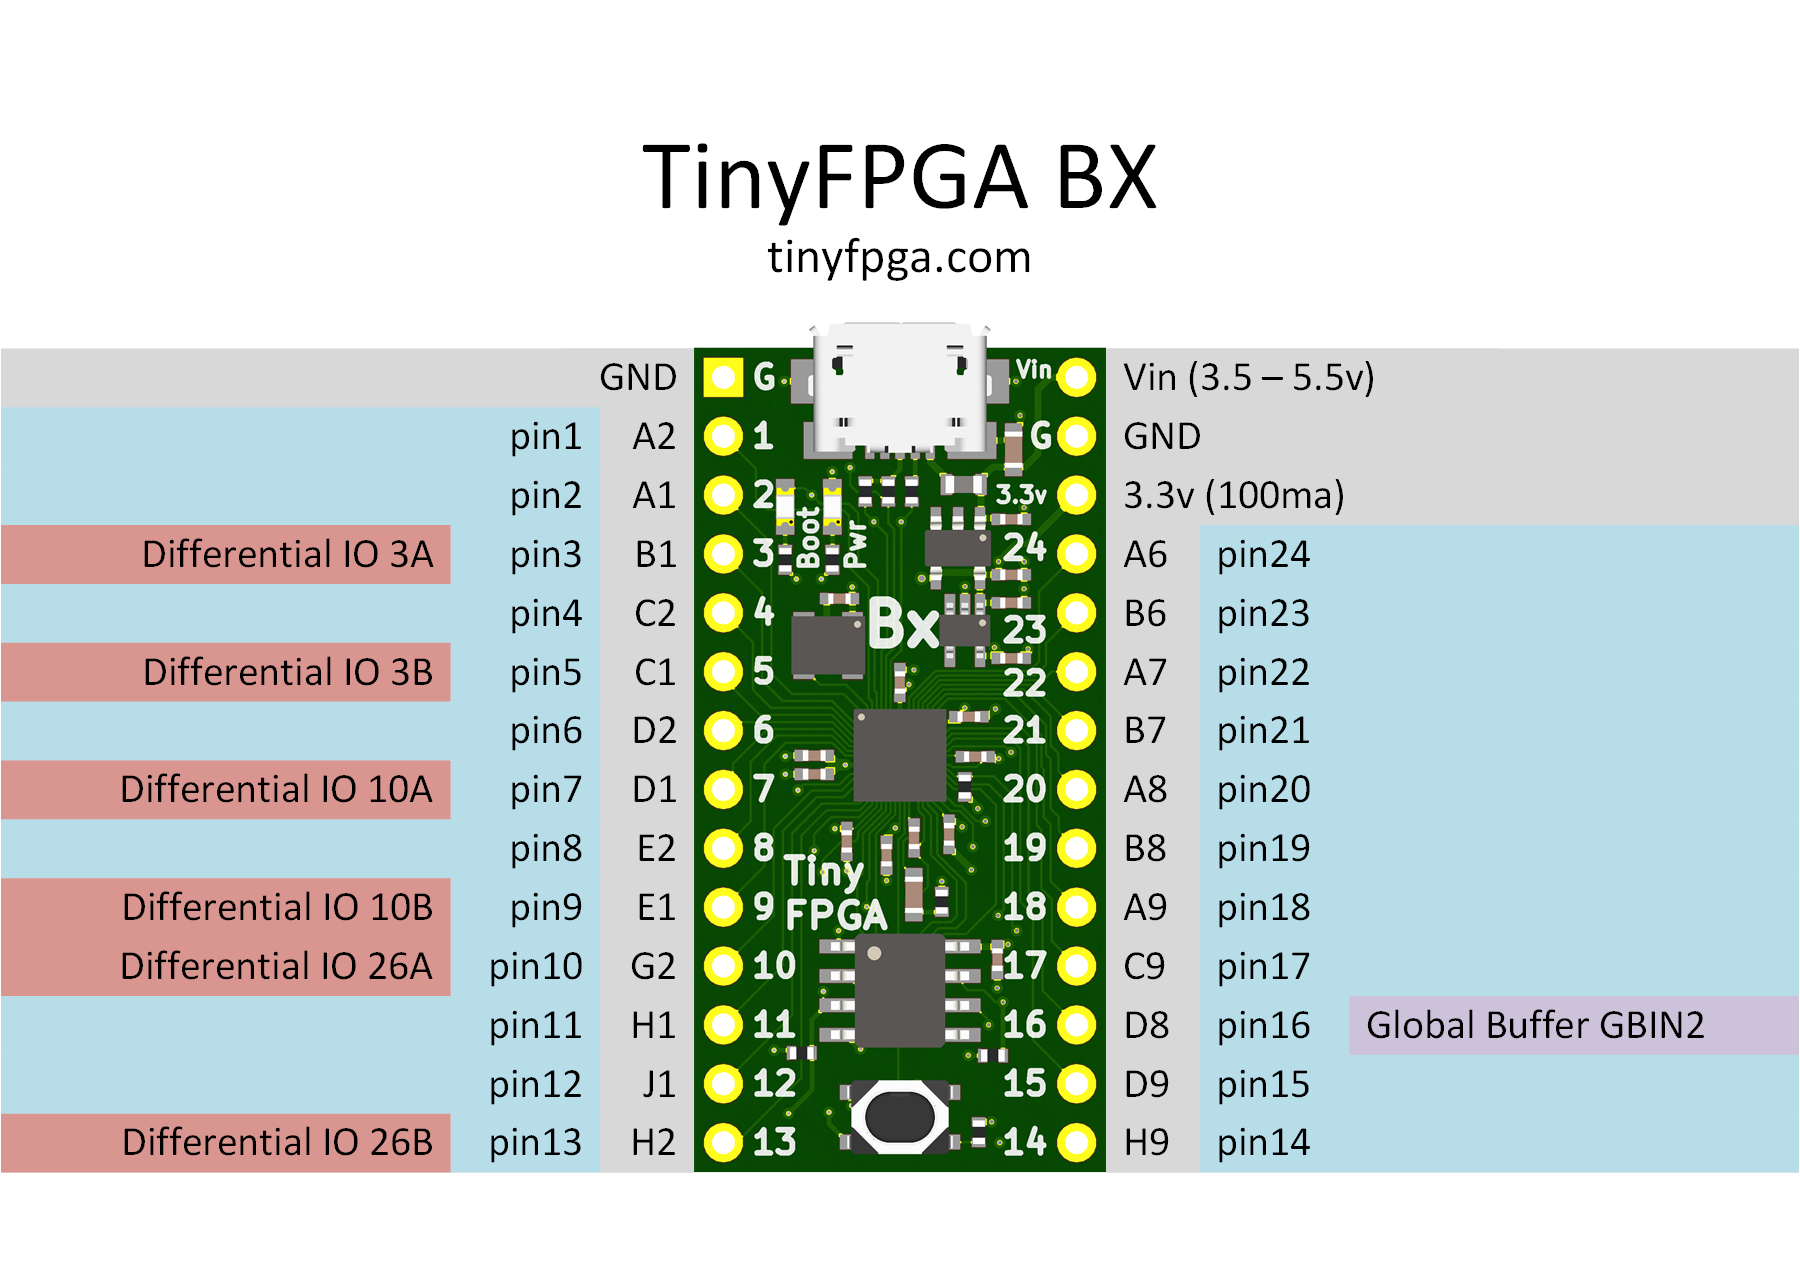 TinyFPGA BX
tinyfpga.com
GND G Vin Vin (3.5 – 5.5v)
pin1 A2 1 G GND
pin2 A1 2 3.3v 3.3v (100ma)
Boot Pwr
Differential IO 3A pin3 B1 3 24 A6 pin24
pin4 C2 4 Bx 23 B6 pin23
Differential IO 3B pin5 C1 5 22 A7 pin22
pin6 D2 6 21 B7 pin21
Differential IO 10A pin7 D1 7 20 A8 pin20
pin8 E2 8 19 B8 pin19
Tiny
FPGA
Differential IO 10B pin9 E1 9 18 A9 pin18
Differential IO 26A pin10 G2 10 17 C9 pin17
pin11 H1 11 16 D8 pin16 Global Buffer GBIN2
pin12 J1 12 15 D9 pin15
Differential IO 26B pin13 H2 13 14 H9 pin14